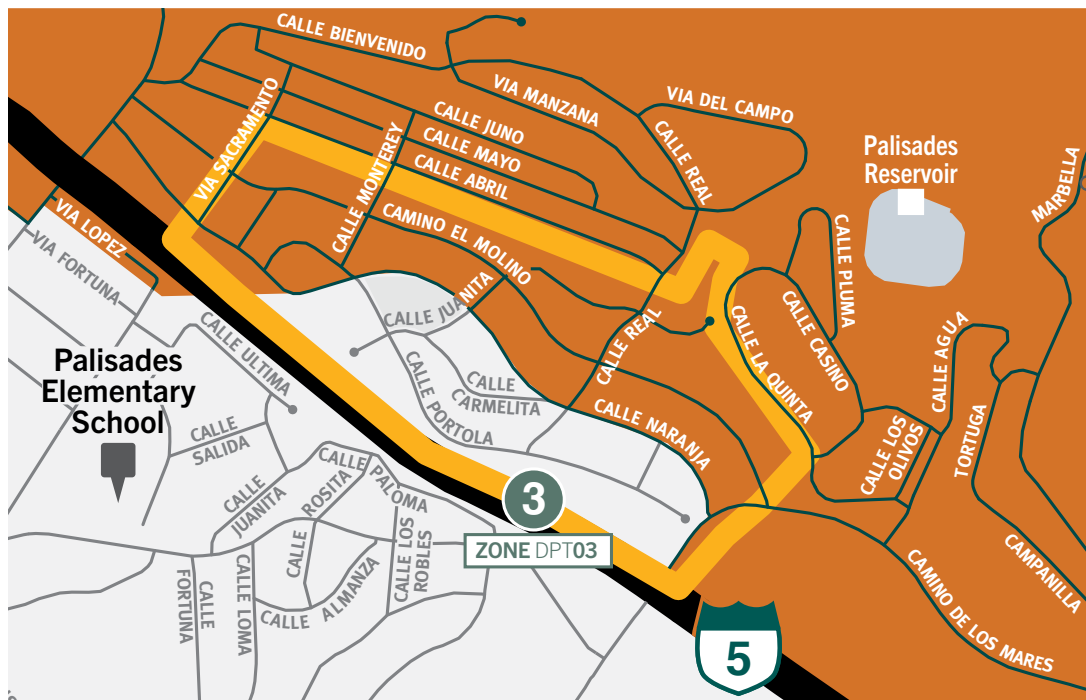 CALLE BIENVENIDO
VIA MANZANA
VIA DEL CAMPO
CALLE JUNO
CALLE MAYO
CALLE ABRIL
CALLE REAL
VIA SACRAMENTO
CALLE MONTEREY
CAMINO EL MOLINO
Palisades
Reservoir
MARBELLA
CALLE PLUMA
VIA LOPEZ
VIA FORTUNA
CALLE JUANITA
CALLE REAL
CALLE LA QUINTA
CALLE CASINO
CALLE AGUA
CALLE ULTIMA
CALLE PORTOLA
CALLE
CARMELITA
CALLE NARANJA
CALLE LOS
OLIVOS
TORTUGA
Palisades
Elementary
School
CALLE
SALIDA
CALLE
JUANITA
CALLE
ROSITA
CALLE
PALOMA
3
ZONE DPT03
CALLE LOS
ROBLES
CALLE
FORTUNA
CALLE LOMA
CALLE
ALMANZA
CAMPANILLA
CAMINO DE LOS MARES
5